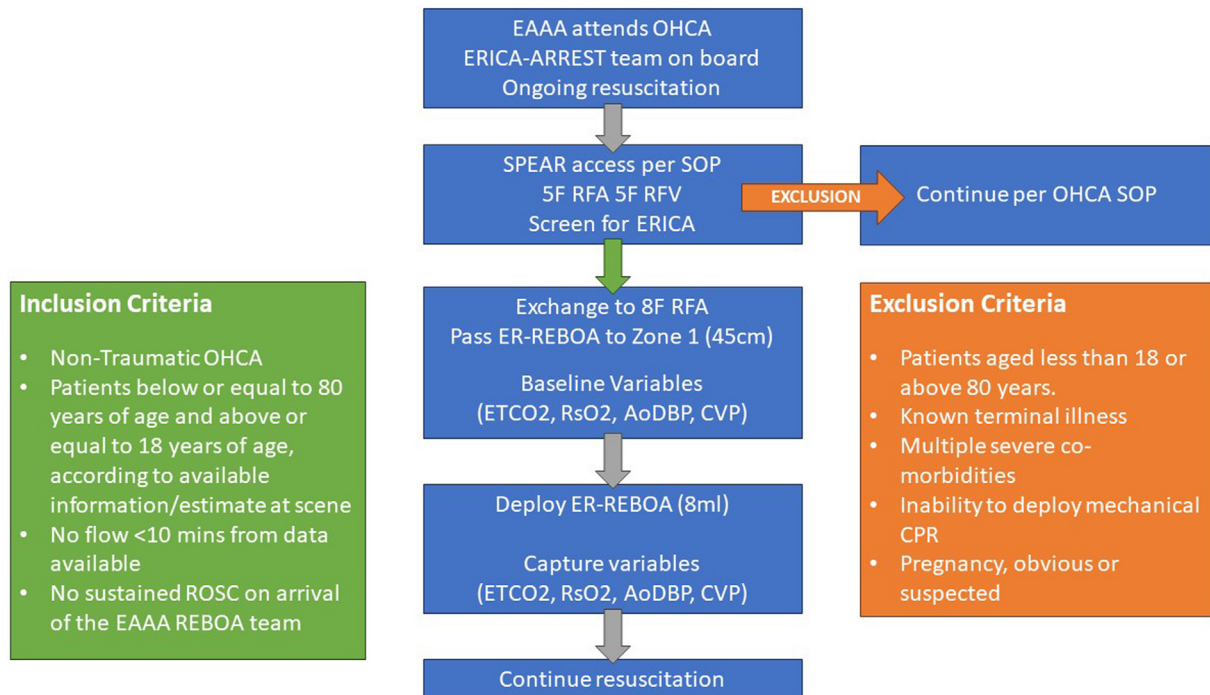 EAAA attends OHCA
ERICA-ARREST team on board
Ongoing resuscitation
SPEAR access per SOP
5F RFA 5F RFV
Screen for ERICA
EXCLUSION
Continue per OHCA SOP
Inclusion Criteria
• Non-Traumatic OHCA
• Patients below or equal to 80
years of age and above or
equal to 18 years of age,
according to available
information/estimate at scene
• No flow <10 mins from data
available
• No sustained ROSC on arrival
of the EAAA REBOA team
Exchange to 8F RFA
Pass ER-REBOA to Zone 1 (45cm)
Baseline Variables
(ETCO2, RsO2, AoDBP, CVP)
Deploy ER-REBOA (8ml)
Capture variables
(ETCO2, RsO2, AoDBP, CVP)
Continue resuscitation
Exclusion Criteria
• Patients aged less than 18 or
above 80 years.
• Known terminal illness
• Multiple severe co-
morbidities
• Inability to deploy mechanical
CPR
• Pregnancy, obvious or
suspected